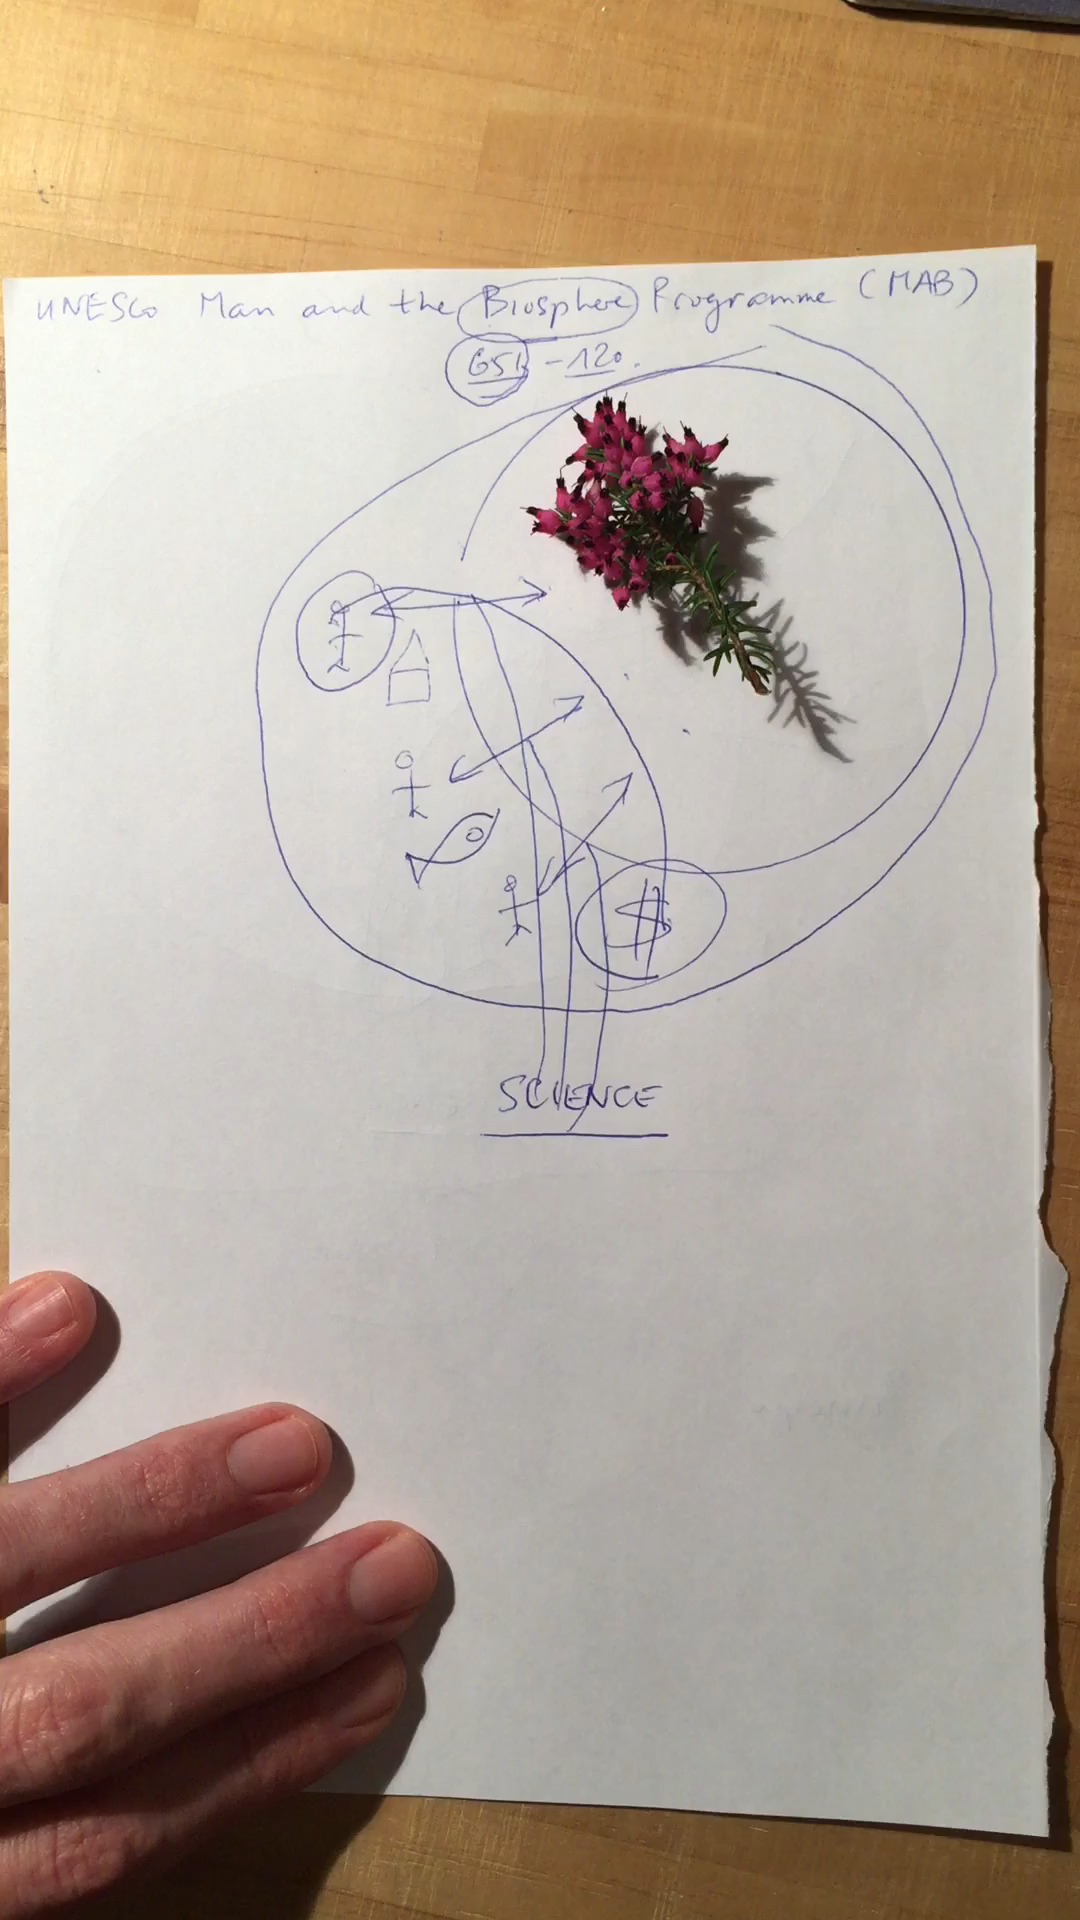 UNESCO Man and the Biosphere Programme (MAB)
651 - 120.
$
SCIENCE